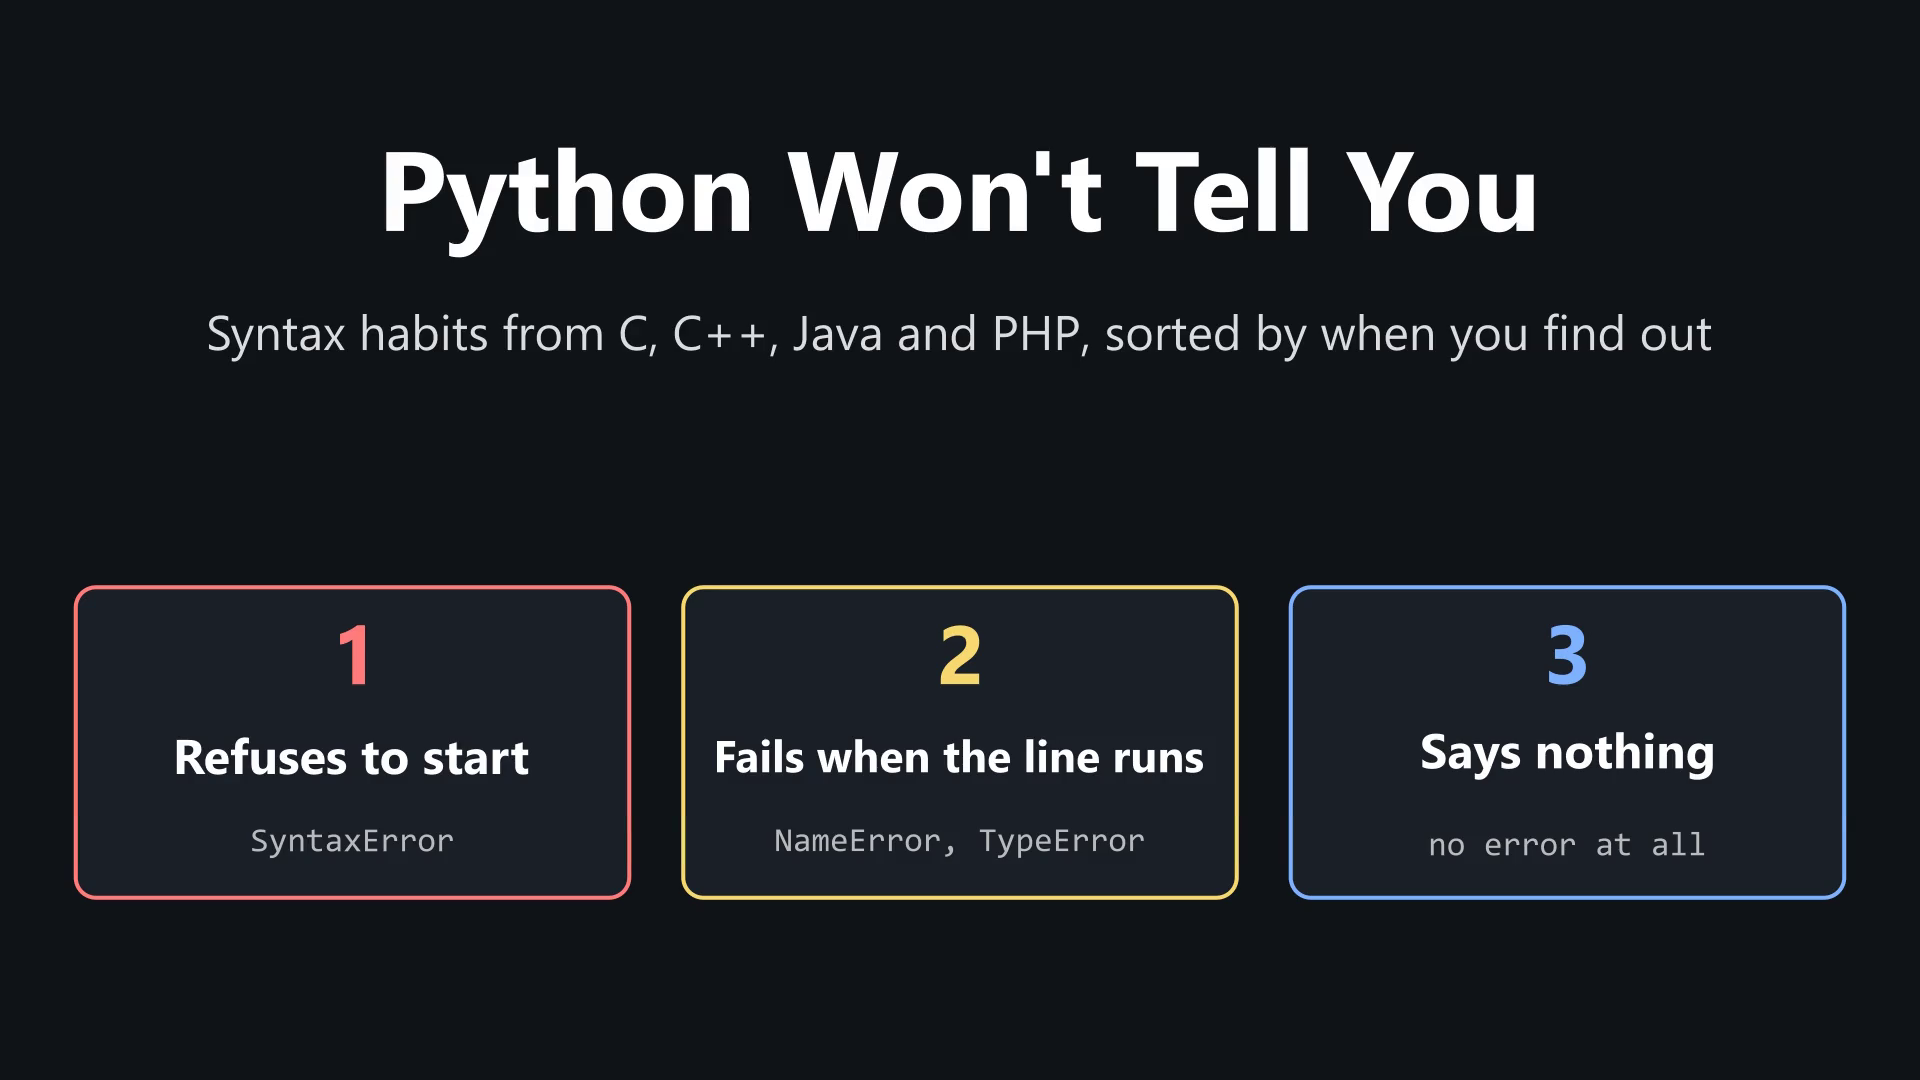 Python Won't Tell You
Syntax habits from C, C++, Java and PHP, sorted by when you find out
1
Refuses to start
SyntaxError
2
Fails when the line runs
NameError, TypeError
3
Says nothing
no error at all